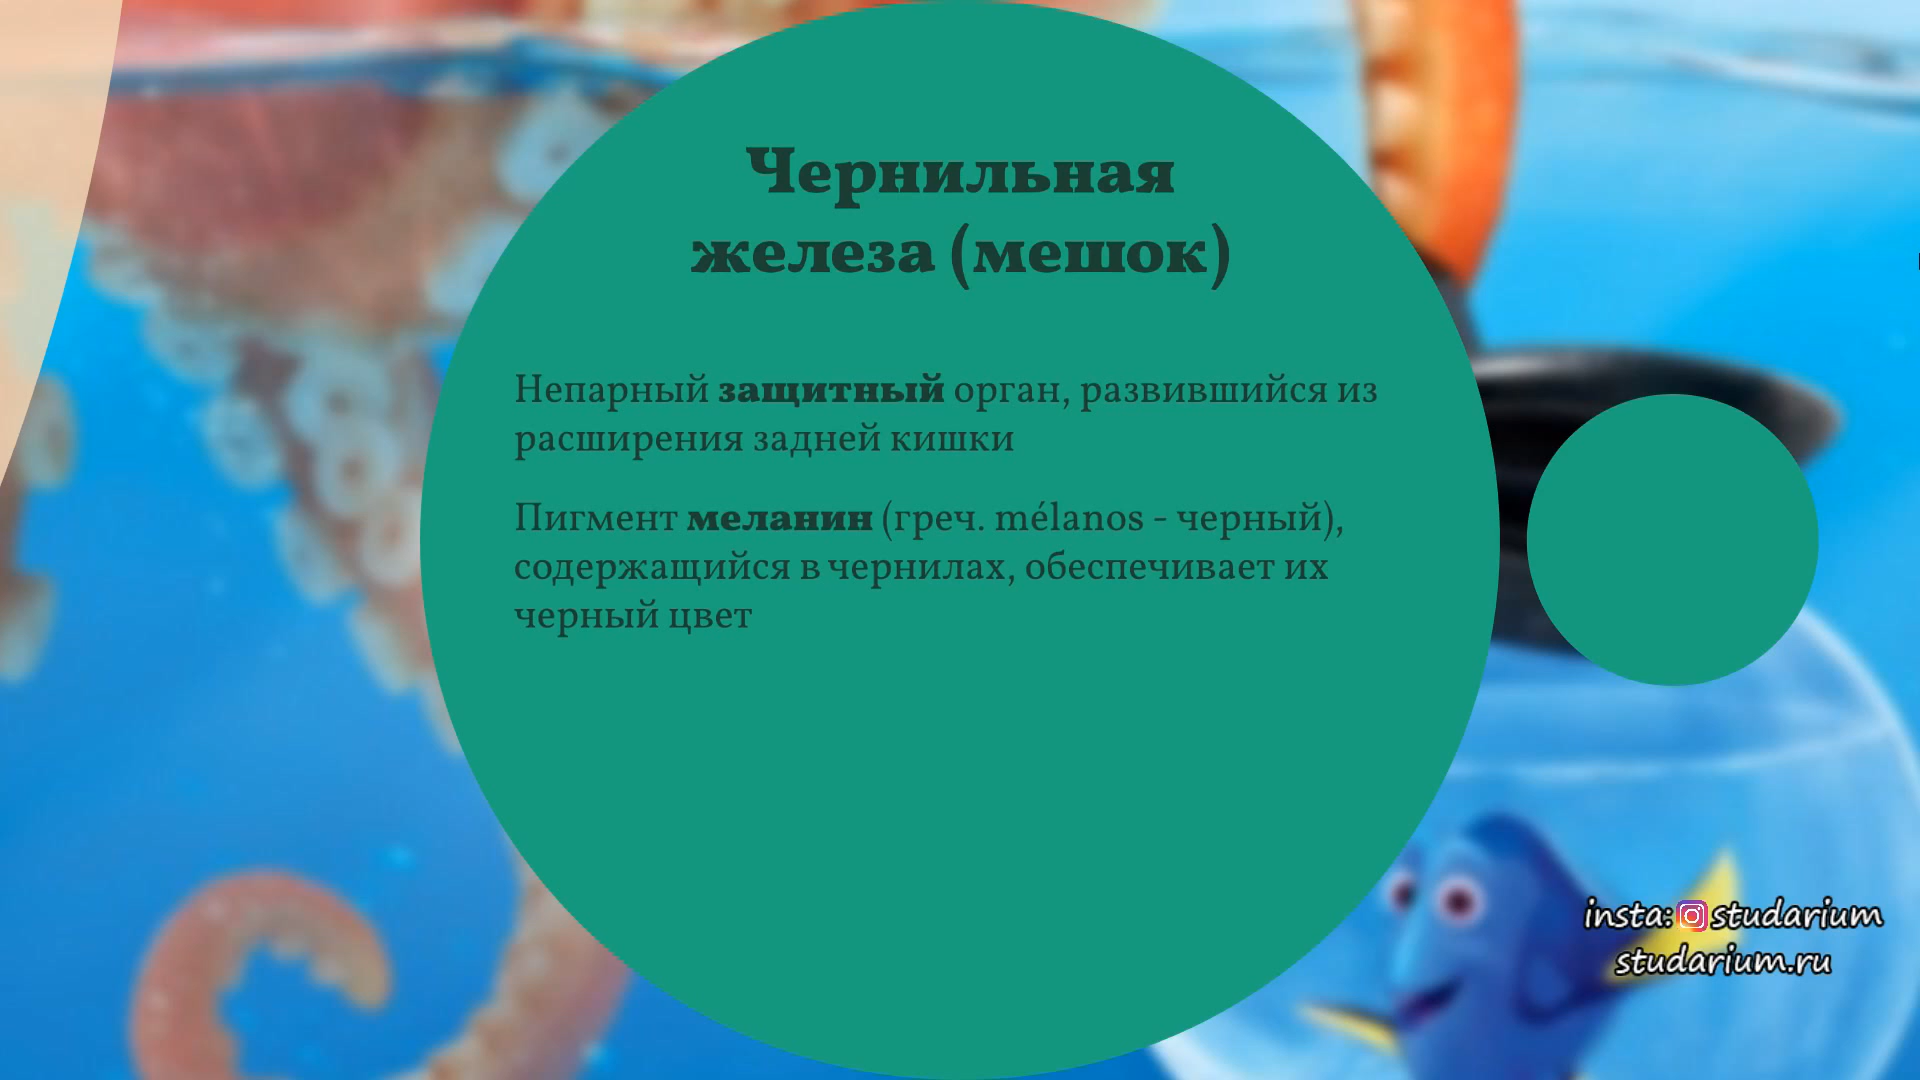 Чернильная
железа (мешок)
Непарный защитный орган, развившийся из
расширения задней кишки
Пигмент меланин (греч. mélanos - черный),
содержащийся в чернилах, обеспечивает их
черный цвет
insta: studarium
studarium.ru